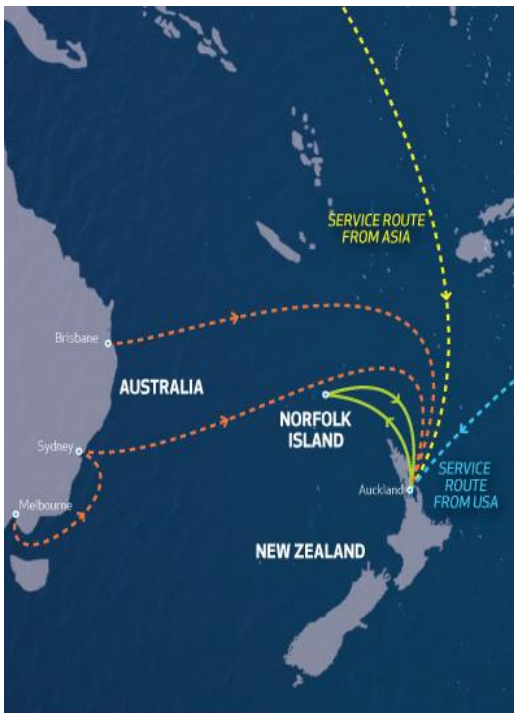 SERVICE ROUTE
FROM ASIA
Brisbane
AUSTRALIA
NORFOLK
ISLAND
Sydney
SERVICE
ROUTE
FROM USA
Auckland
Melbourne
NEW ZEALAND